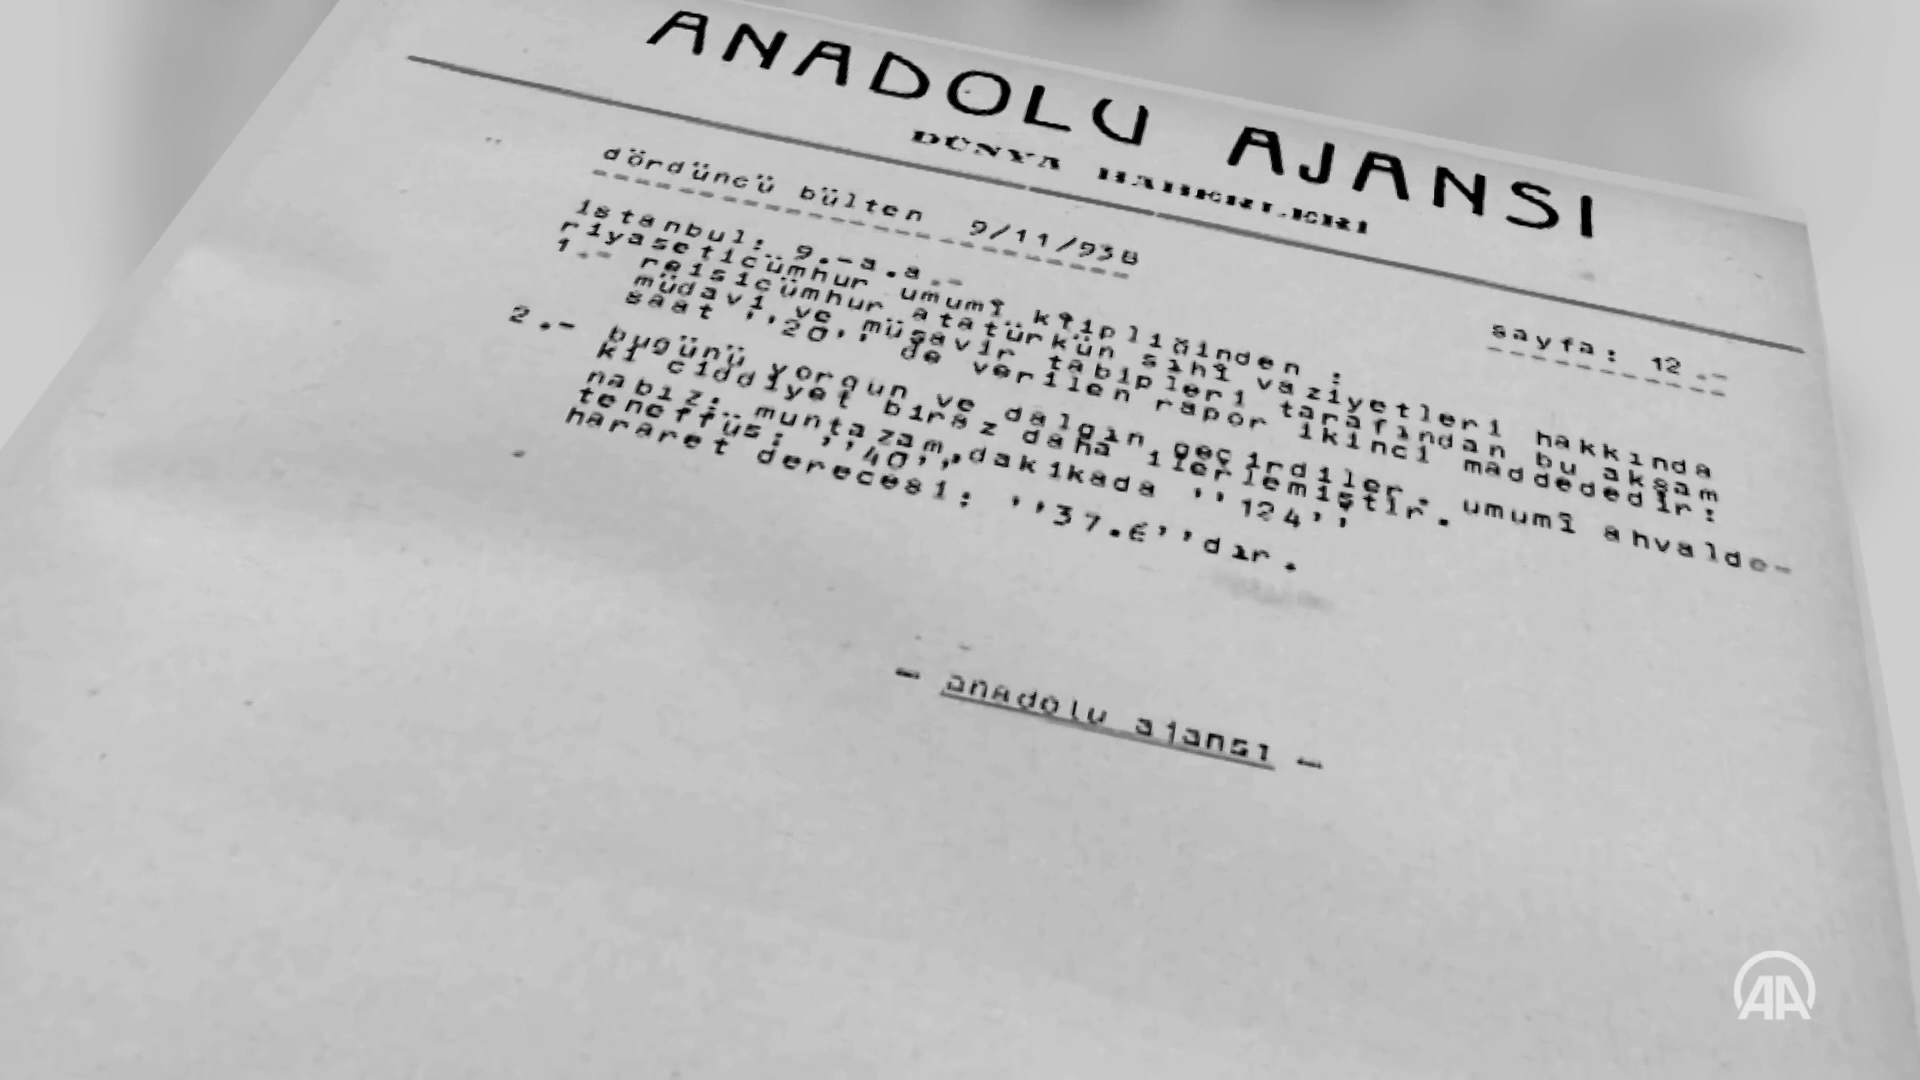 ANADOLU AJANSI
DÜNYA HABERLERI
dördüncü bülten 9/11/938
sayfa: 12 .-
istanbul: 9.-a.a.-
riyaseticümhur umumî kâtipliğinden :
1.- reisicümhur atatürkün sıhî vaziyetleri hakkında
müdavi ve müşavir tabipleri tarafından bu akşam
saat ''20'' de verilen rapor ikinci maddededir:
2.- bugünü yorgun ve dalgın geçirdiler. umumî ahvalde-
ki ciddiyet biraz daha ilerlemiştir.
nabız: muntazam,dakikada ''124''
teneffüs: ''40'',
hararet derecesi: ''37.6''dır.
- anadolu ajansı -
AA